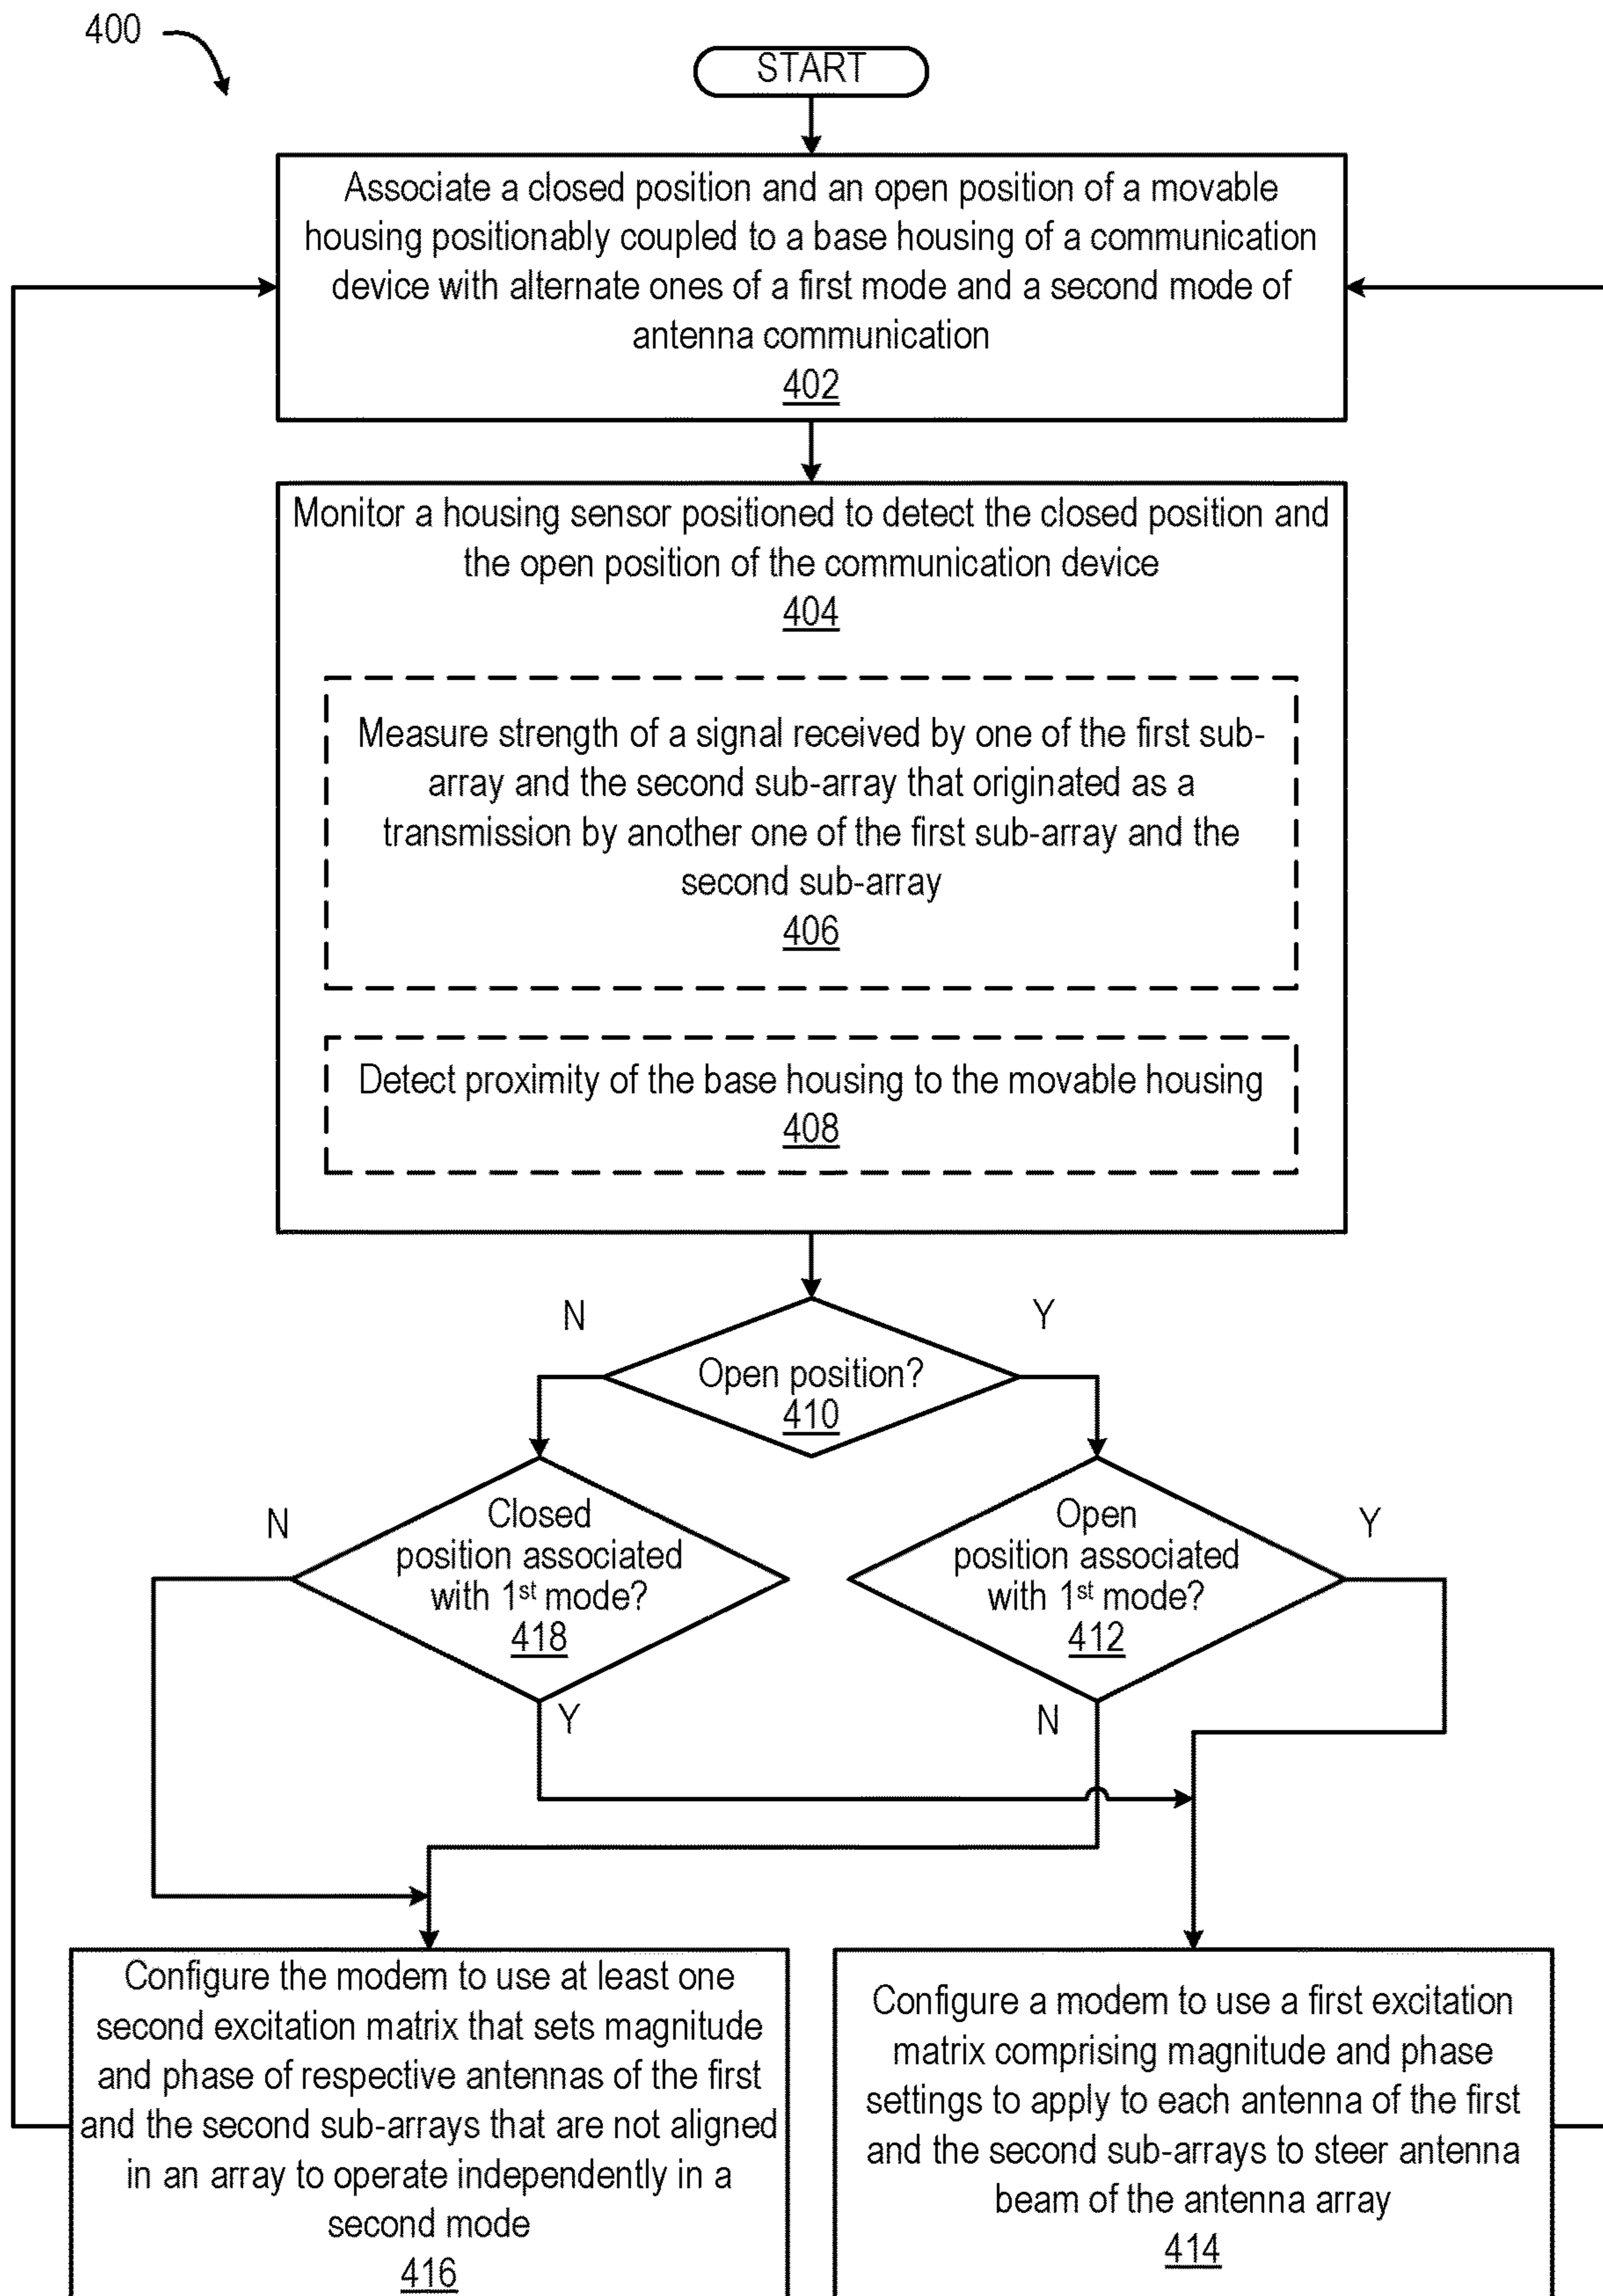 400
START
Associate a closed position and an open position of a movable
housing positionably coupled to a base housing of a communication
device with alternate ones of a first mode and a second mode of
antenna communication
402
Monitor a housing sensor positioned to detect the closed position and
the open position of the communication device
404
Measure strength of a signal received by one of the first sub-
array and the second sub-array that originated as a
transmission by another one of the first sub-array and the
second sub-array
406
Detect proximity of the base housing to the movable housing
408
N
Y
Open position?
410
N
Closed
position associated
with 1st mode?
418
Y
Open
position associated
with 1st mode?
412
Y
N
Configure the modem to use at least one
second excitation matrix that sets magnitude
and phase of respective antennas of the first
and the second sub-arrays that are not aligned
in an array to operate independently in a
second mode
416
Configure a modem to use a first excitation
matrix comprising magnitude and phase
settings to apply to each antenna of the first
and the second sub-arrays to steer antenna
beam of the antenna array
414